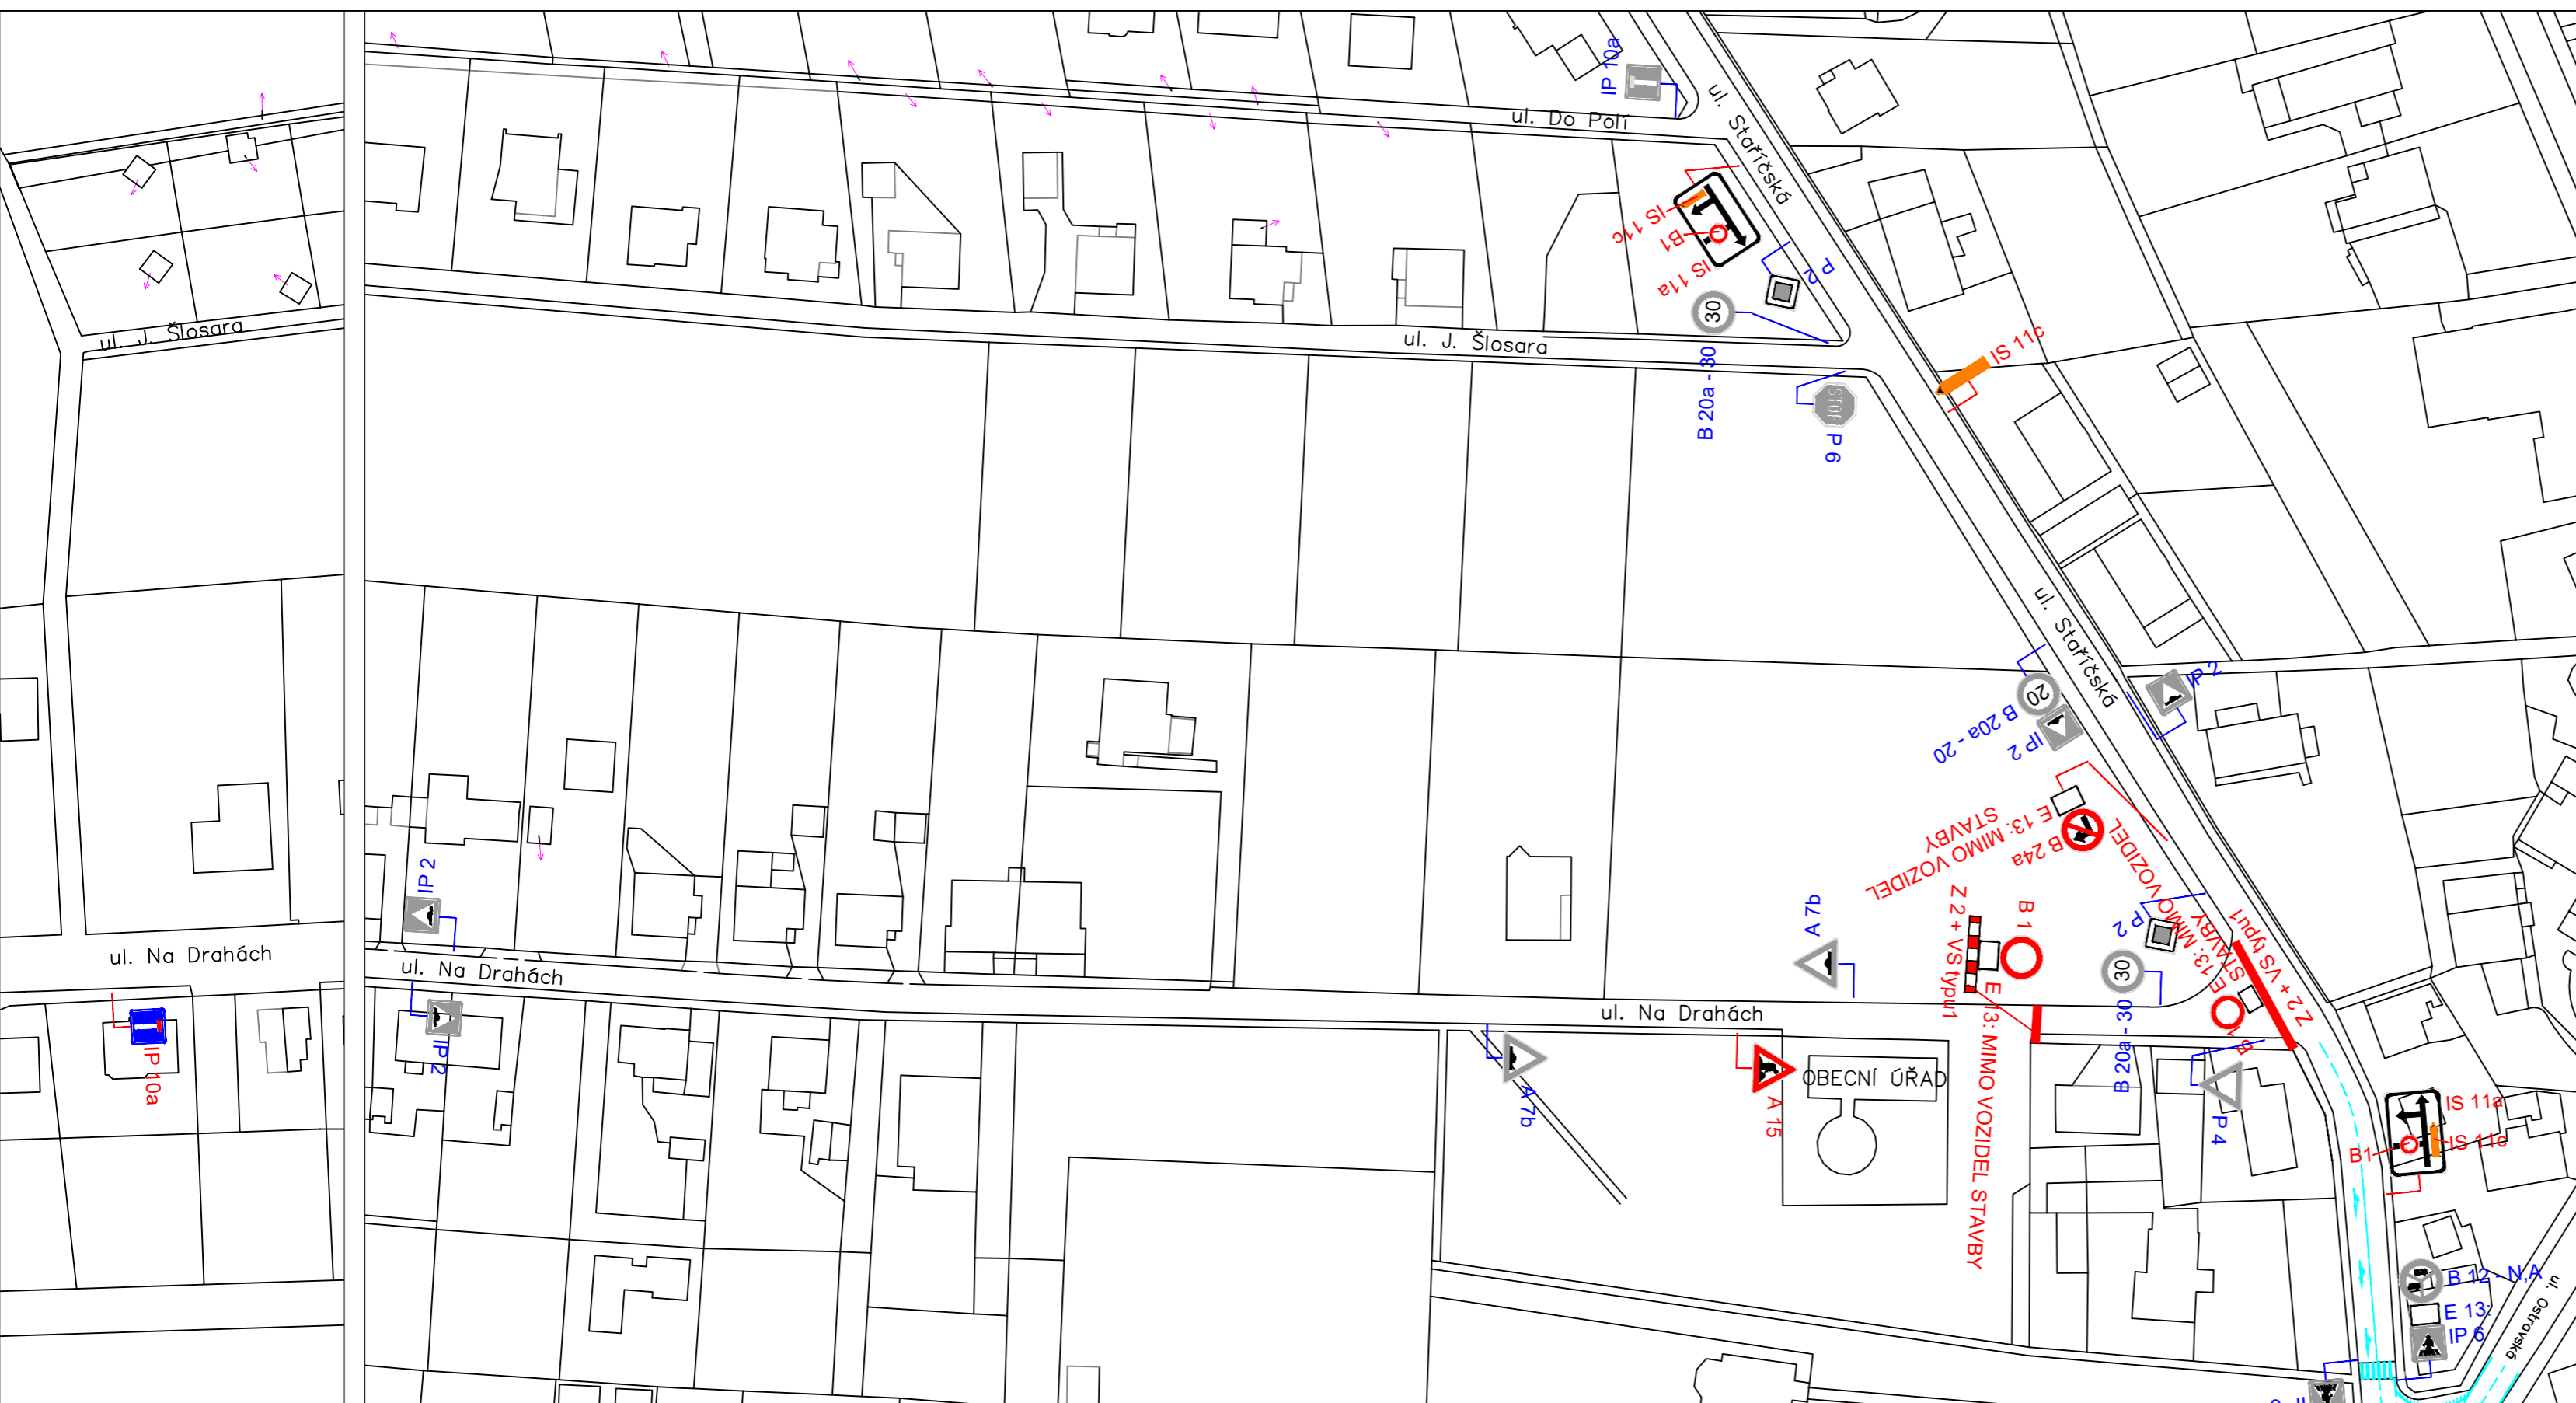 IP 10a
ul. Do Polí
ul. Staříčská
IS 11c
B1
IS 11a
P 2
30
B 20a - 30
ul. J. Šlosara
ul. J. Šlosara
STOP
P 6
IS 11c
ul. Staříčská
20
B 20a - 20
IP 2
IP 2
E 13: MIMO VOZIDEL
STAVBY
B 24a
IP 2
ul. Na Drahách
ul. Na Drahách
IP 10a
IP 2
A 7b
Z 2 + VS typu1
B 1
E 13: MIMO VOZIDEL STAVBY
P 2
30
B 20a - 30
E 13: MIMO VOZIDEL
STAVBY
Z 2 + VS typu1
ul. Na Drahách
A 7b
A 15
OBECNÍ ÚŘAD
P 4
IS 11a
IS 11c
B1
B 12 - N,A
E 13:
IP 6
ul. Ostravská